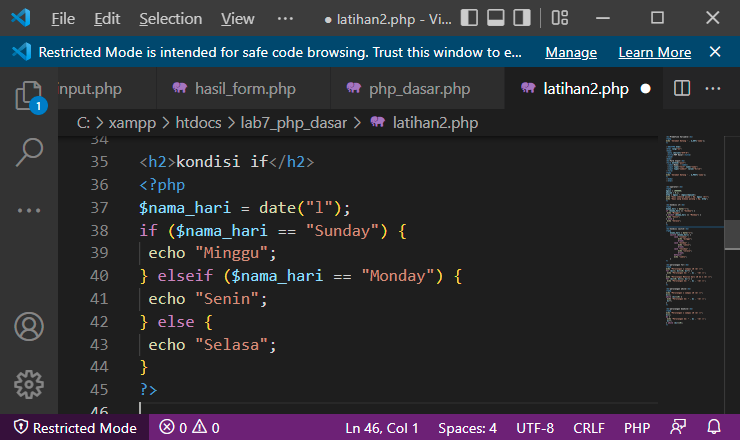 File Edit Selection View ··· ● latihan2.php - Vi...
Restricted Mode is intended for safe code browsing. Trust this window to e... Manage Learn More
input.php hasil_form.php php_dasar.php latihan2.php ● ···
C: > xampp > htdocs > lab7_php_dasar > latihan2.php
34
35 <h2>kondisi if</h2>
36 <?php
37 $nama_hari = date("l");
38 if ($nama_hari == "Sunday") {
39 echo "Minggu";
40 } elseif ($nama_hari == "Monday") {
41 echo "Senin";
42 } else {
43 echo "Selasa";
44 }
45 ?>
46
1
Restricted Mode 0 0 Ln 46, Col 1 Spaces: 4 UTF-8 CRLF PHP